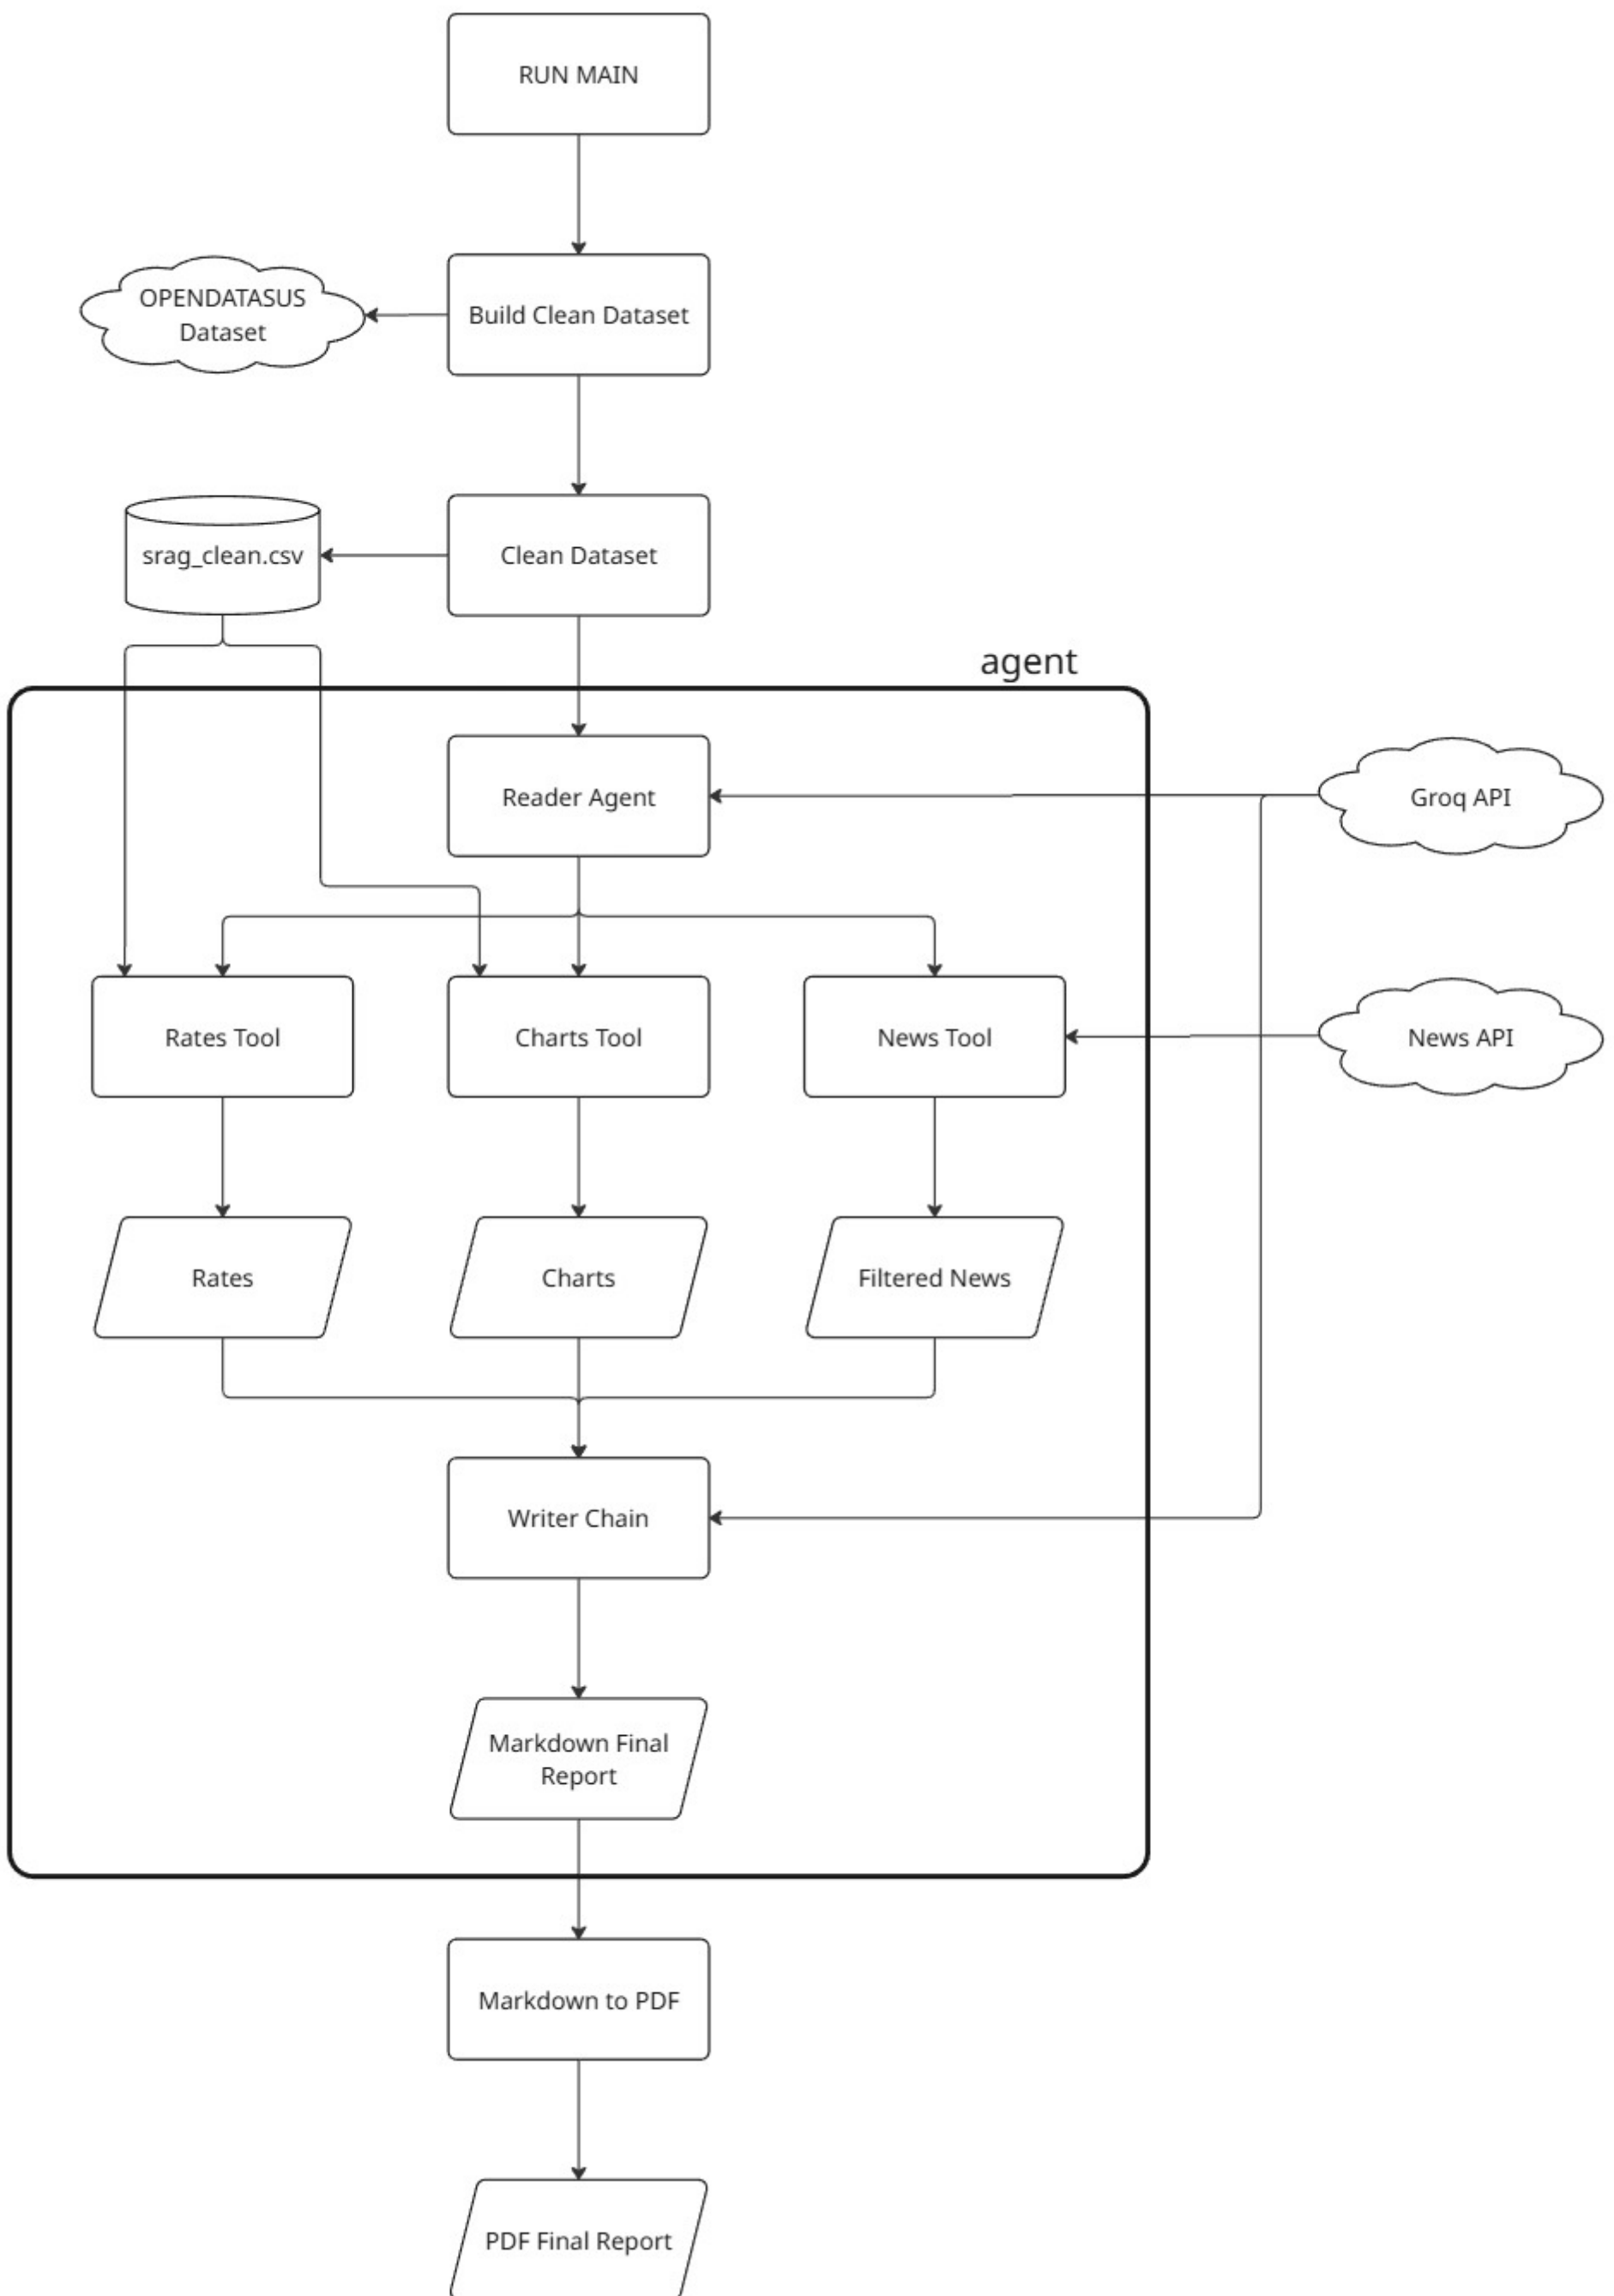 RUN MAIN
OPENDATASUS
Dataset
Build Clean Dataset
srag_clean.csv
Clean Dataset
agent
Reader Agent
Groq API
Rates Tool
Charts Tool
News Tool
News API
Rates
Charts
Filtered News
Writer Chain
Markdown Final
Report
Markdown to PDF
PDF Final Report